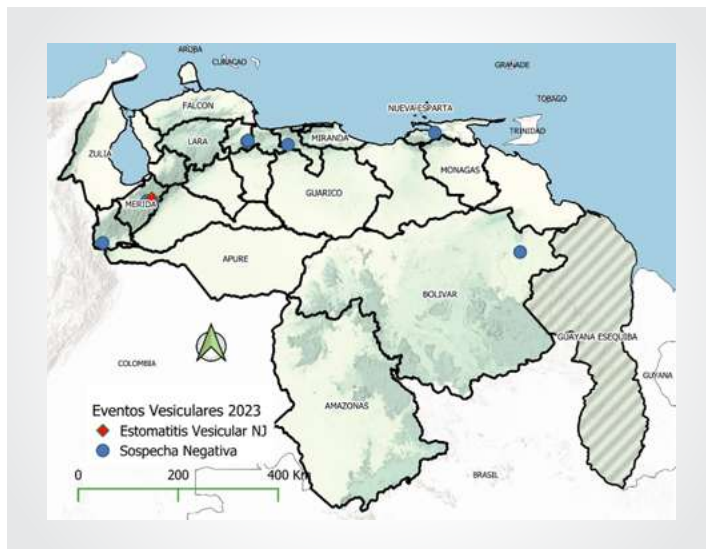 ARUBA
CURAÇAO
GRANADE
FALCON
NUEVA ESPARTA
TOBAGO
TRINIDAD
LARA
MIRANDA
ZULIA
MONAGAS
GUARICO
MERIDA
APURE
BOLIVAR
GUAYANA ESEQUIBA
COLOMBIA
GUYANA
AMAZONAS
BRASIL
Eventos Vesiculares 2023
Estomatitis Vesicular NJ
Sospecha Negativa
0 200 400 Km